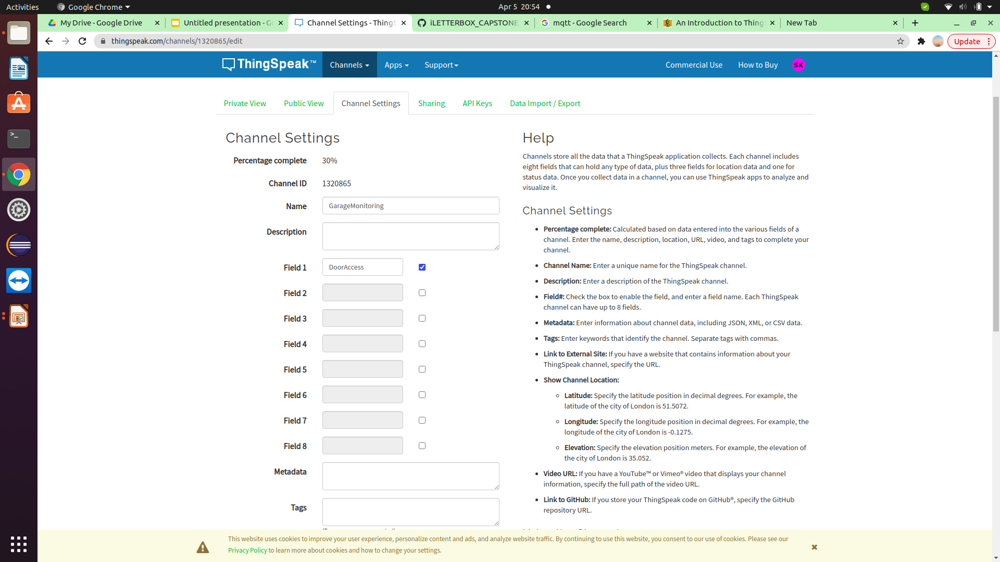 Activities
Google Chrome
Apr 5 20:54
My Drive - Google Drive
Untitled presentation - Go
Channel Settings - ThingS
iLETTERBOX_CAPSTONE
mqtt - Google Search
An Introduction to Thing
New Tab
thingspeak.com/channels/1320865/edit
Update
ThingSpeak™
Channels
Apps
Support
Commercial Use
How to Buy
SK
Private View
Public View
Channel Settings
Sharing
API Keys
Data Import / Export
Channel Settings
Percentage complete 30%
Channel ID 1320865
Name GarageMonitoring
Description
Field 1 DoorAccess
Field 2
Field 3
Field 4
Field 5
Field 6
Field 7
Field 8
Metadata
Tags
Help
Channels store all the data that a ThingSpeak application collects. Each channel includes
eight fields that can hold any type of data, plus three fields for location data and one for
status data. Once you collect data in a channel, you can use ThingSpeak apps to analyze and
visualize it.
Channel Settings
Percentage complete: Calculated based on data entered into the various fields of a
channel. Enter the name, description, location, URL, video, and tags to complete your
channel.
Channel Name: Enter a unique name for the ThingSpeak channel.
Description: Enter a description of the ThingSpeak channel.
Field#: Check the box to enable the field, and enter a field name. Each ThingSpeak
channel can have up to 8 fields.
Metadata: Enter information about channel data, including JSON, XML, or CSV data.
Tags: Enter keywords that identify the channel. Separate tags with commas.
Link to External Site: If you have a website that contains information about your
ThingSpeak channel, specify the URL.
Show Channel Location:
Latitude: Specify the latitude position in decimal degrees. For example, the
latitude of the city of London is 51.5072.
Longitude: Specify the longitude position in decimal degrees. For example, the
longitude of the city of London is -0.1275.
Elevation: Specify the elevation position meters. For example, the elevation of
the city of London is 35.052.
Video URL: If you have a YouTube™ or Vimeo® video that displays your channel
information, specify the full path of the video URL.
Link to GitHub: If you store your ThingSpeak code on GitHub®, specify the GitHub
repository URL.
This website uses cookies to improve your user experience, personalize content and ads, and analyze website traffic. By continuing to use this website, you consent to our use of cookies. Please see our
Privacy Policy to learn more about cookies and how to change your settings.